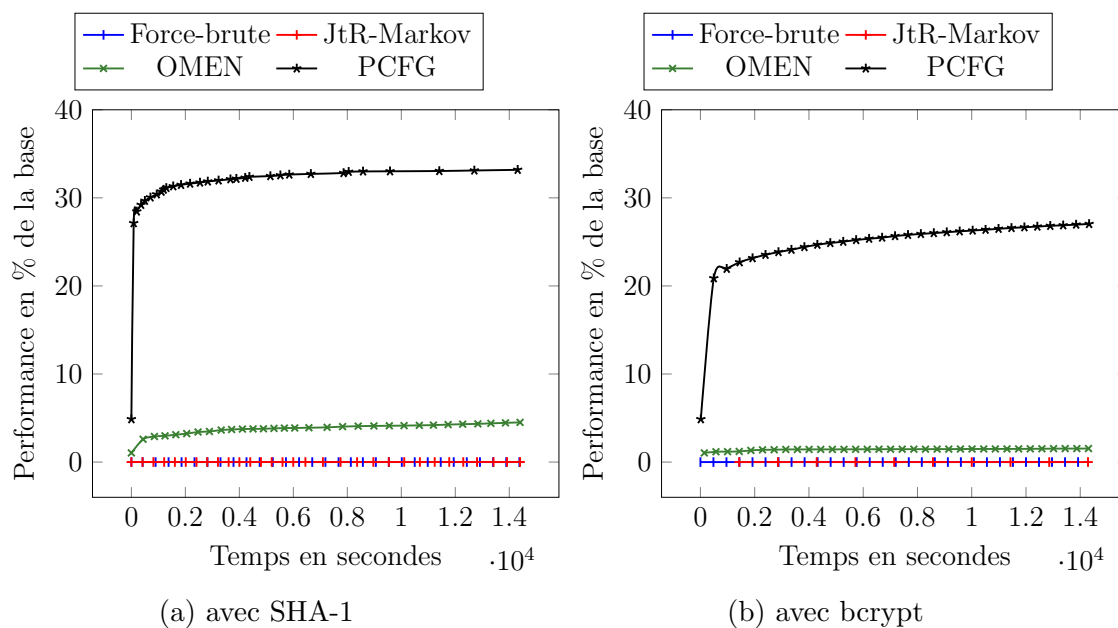 Force-brute JtR-Markov
OMEN PCFG
40
30
20
10
0
Performance en % de la base
0 0.2 0.4 0.6 0.8 1 1.2 1.4
Temps en secondes
·10⁴
(a) avec SHA-1
Force-brute JtR-Markov
OMEN PCFG
40
30
20
10
0
Performance en % de la base
0 0.2 0.4 0.6 0.8 1 1.2 1.4
Temps en secondes
·10⁴
(b) avec bcrypt